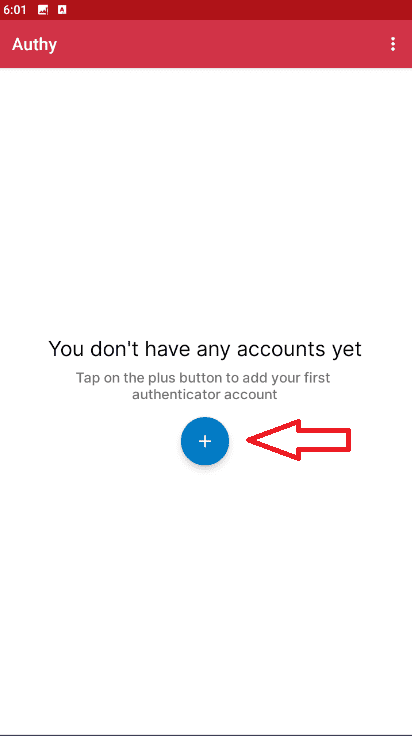 6:01
Authy
You don't have any accounts yet
Tap on the plus button to add your first
authenticator account
+